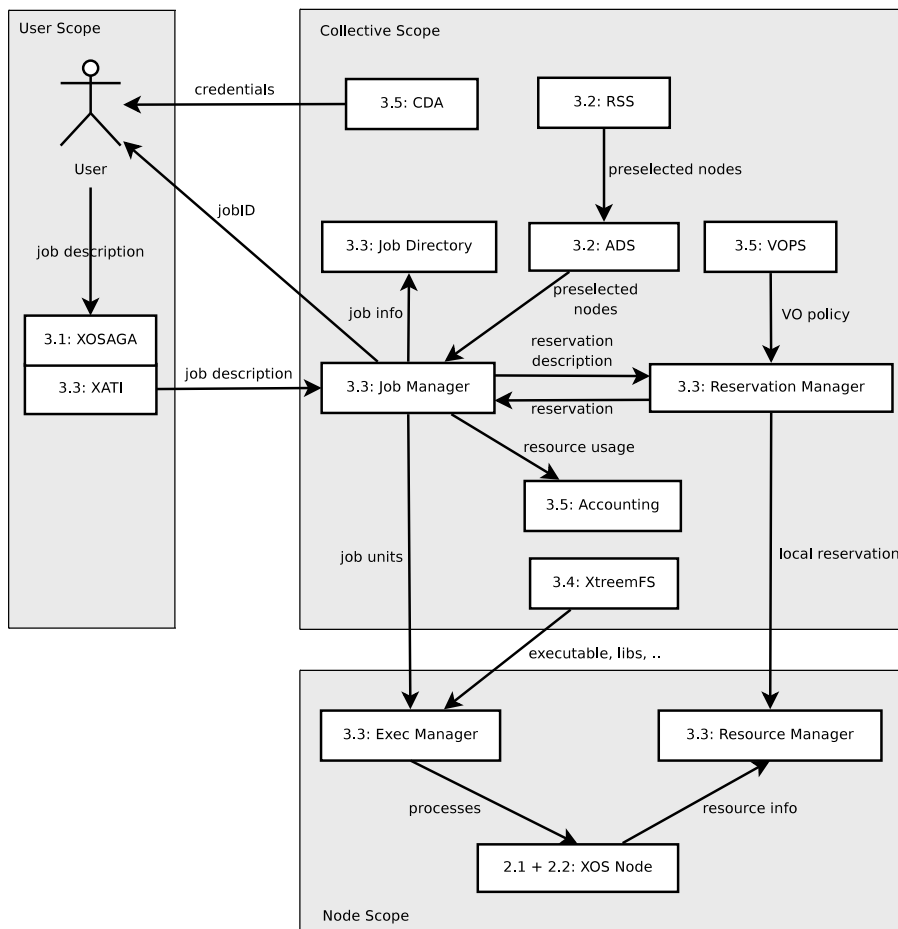 User Scope
Collective Scope
credentials
3.5: CDA
3.2: RSS
User
preselected nodes
jobID
job description
3.3: Job Directory
3.2: ADS
3.5: VOPS
preselected
nodes
job info
VO policy
3.1: XOSAGA
reservation
description
job description
3.3: XATI
3.3: Job Manager
3.3: Reservation Manager
reservation
resource usage
3.5: Accounting
job units
local reservation
3.4: XtreemFS
executable, libs, ..
3.3: Exec Manager
3.3: Resource Manager
processes
resource info
2.1 + 2.2: XOS Node
Node Scope